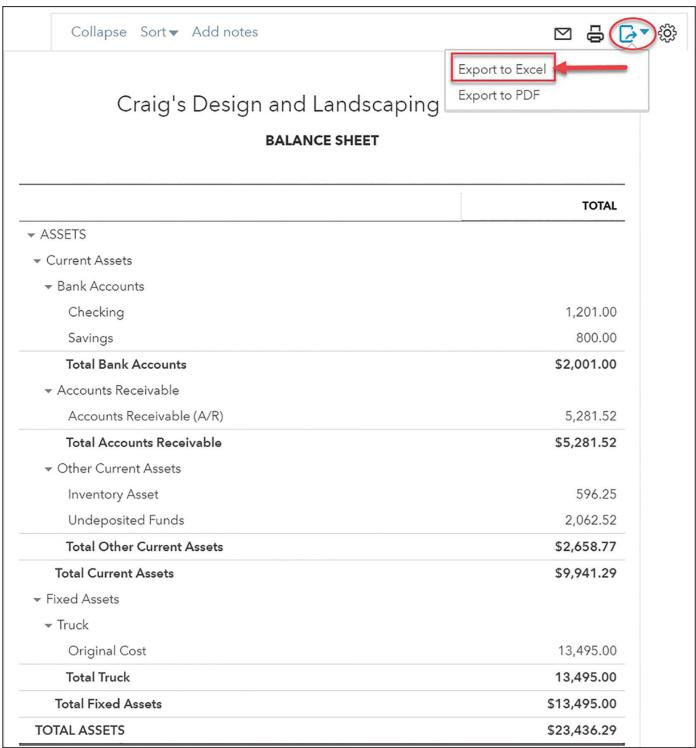 Collapse Sort Add notes
Export to Excel
Export to PDF
Craig's Design and Landscaping
BALANCE SHEET
TOTAL
ASSETS
Current Assets
Bank Accounts
Checking 1,201.00
Savings 800.00
Total Bank Accounts $2,001.00
Accounts Receivable
Accounts Receivable (A/R) 5,281.52
Total Accounts Receivable $5,281.52
Other Current Assets
Inventory Asset 596.25
Undeposited Funds 2,062.52
Total Other Current Assets $2,658.77
Total Current Assets $9,941.29
Fixed Assets
Truck
Original Cost 13,495.00
Total Truck 13,495.00
Total Fixed Assets $13,495.00
TOTAL ASSETS $23,436.29